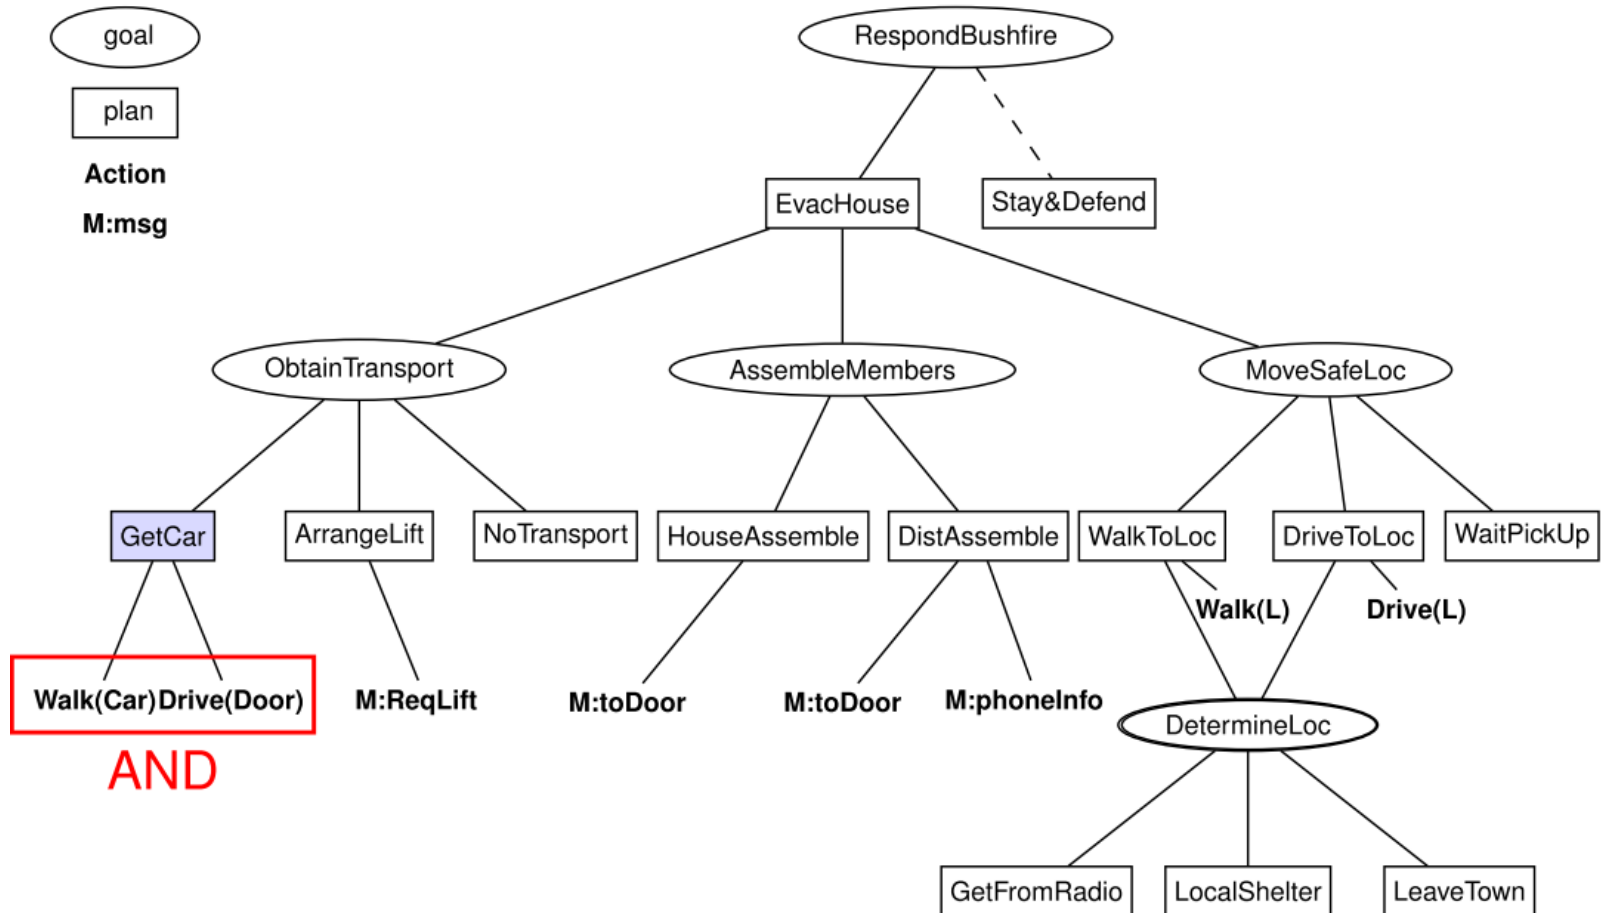 goal
plan
Action
M:msg
RespondBushfire
EvacHouse
Stay&Defend
ObtainTransport
AssembleMembers
MoveSafeLoc
GetCar
ArrangeLift
NoTransport
HouseAssemble
DistAssemble
WalkToLoc
DriveToLoc
WaitPickUp
Walk(L)
Drive(L)
Walk(Car)
Drive(Door)
M:ReqLift
M:toDoor
M:toDoor
M:phoneInfo
DetermineLoc
AND
GetFromRadio
LocalShelter
LeaveTown